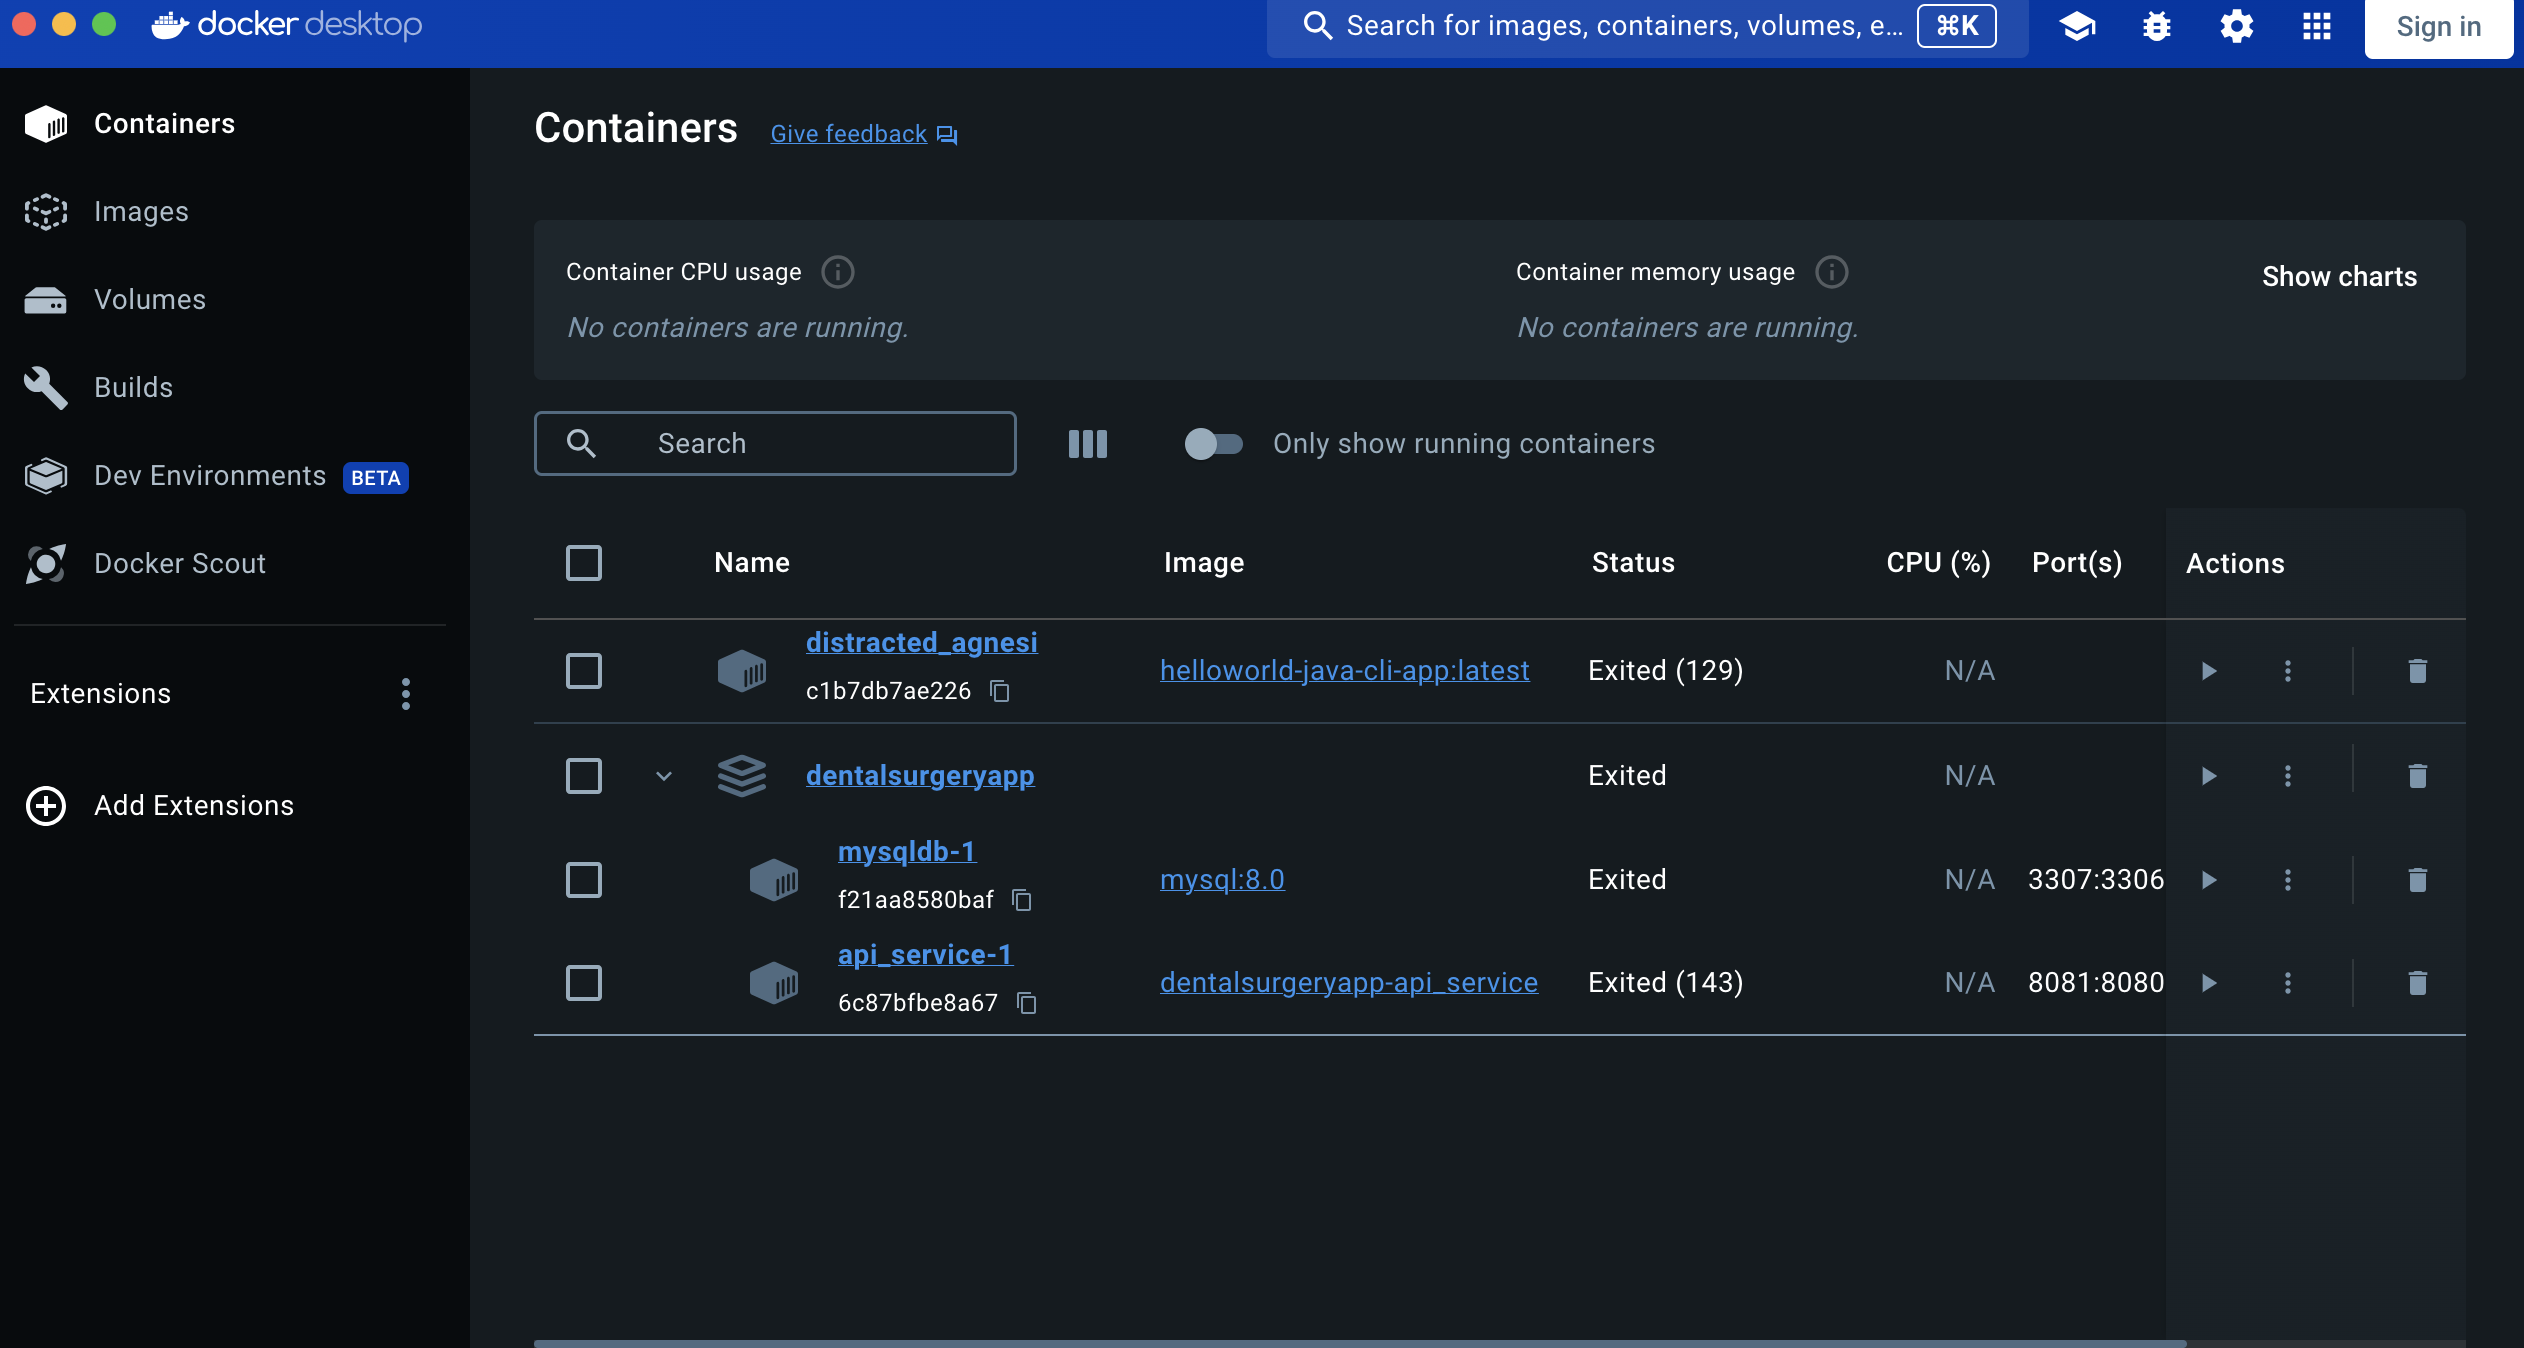 docker desktop
Search for images, containers, volumes, e... ⌘K
Sign in
Containers
Images
Volumes
Builds
Dev Environments BETA
Docker Scout
Extensions
Add Extensions
Containers Give feedback
Container CPU usage
No containers are running.
Container memory usage
No containers are running.
Show charts
Search
Only show running containers
Name Image Status CPU (%) Port(s) Actions
distracted_agnesi
c1b7db7ae226
helloworld-java-cli-app:latest Exited (129) N/A
dentalsurgeryapp Exited N/A
mysqldb-1
f21aa8580baf
mysql:8.0 Exited N/A 3307:3306
api_service-1
6c87bfbe8a67
dentalsurgeryapp-api_service Exited (143) N/A 8081:8080